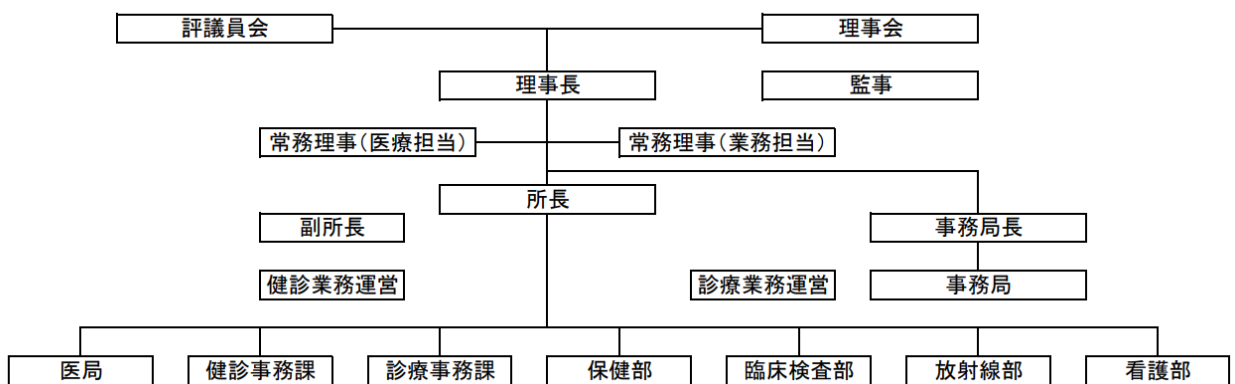 評議員会
理事会
理事長
監事
常務理事(医療担当)
常務理事(業務担当)
所長
副所長
事務局長
健診業務運営
診療業務運営
事務局
医局
健診事務課
診療事務課
保健部
臨床検査部
放射線部
看護部